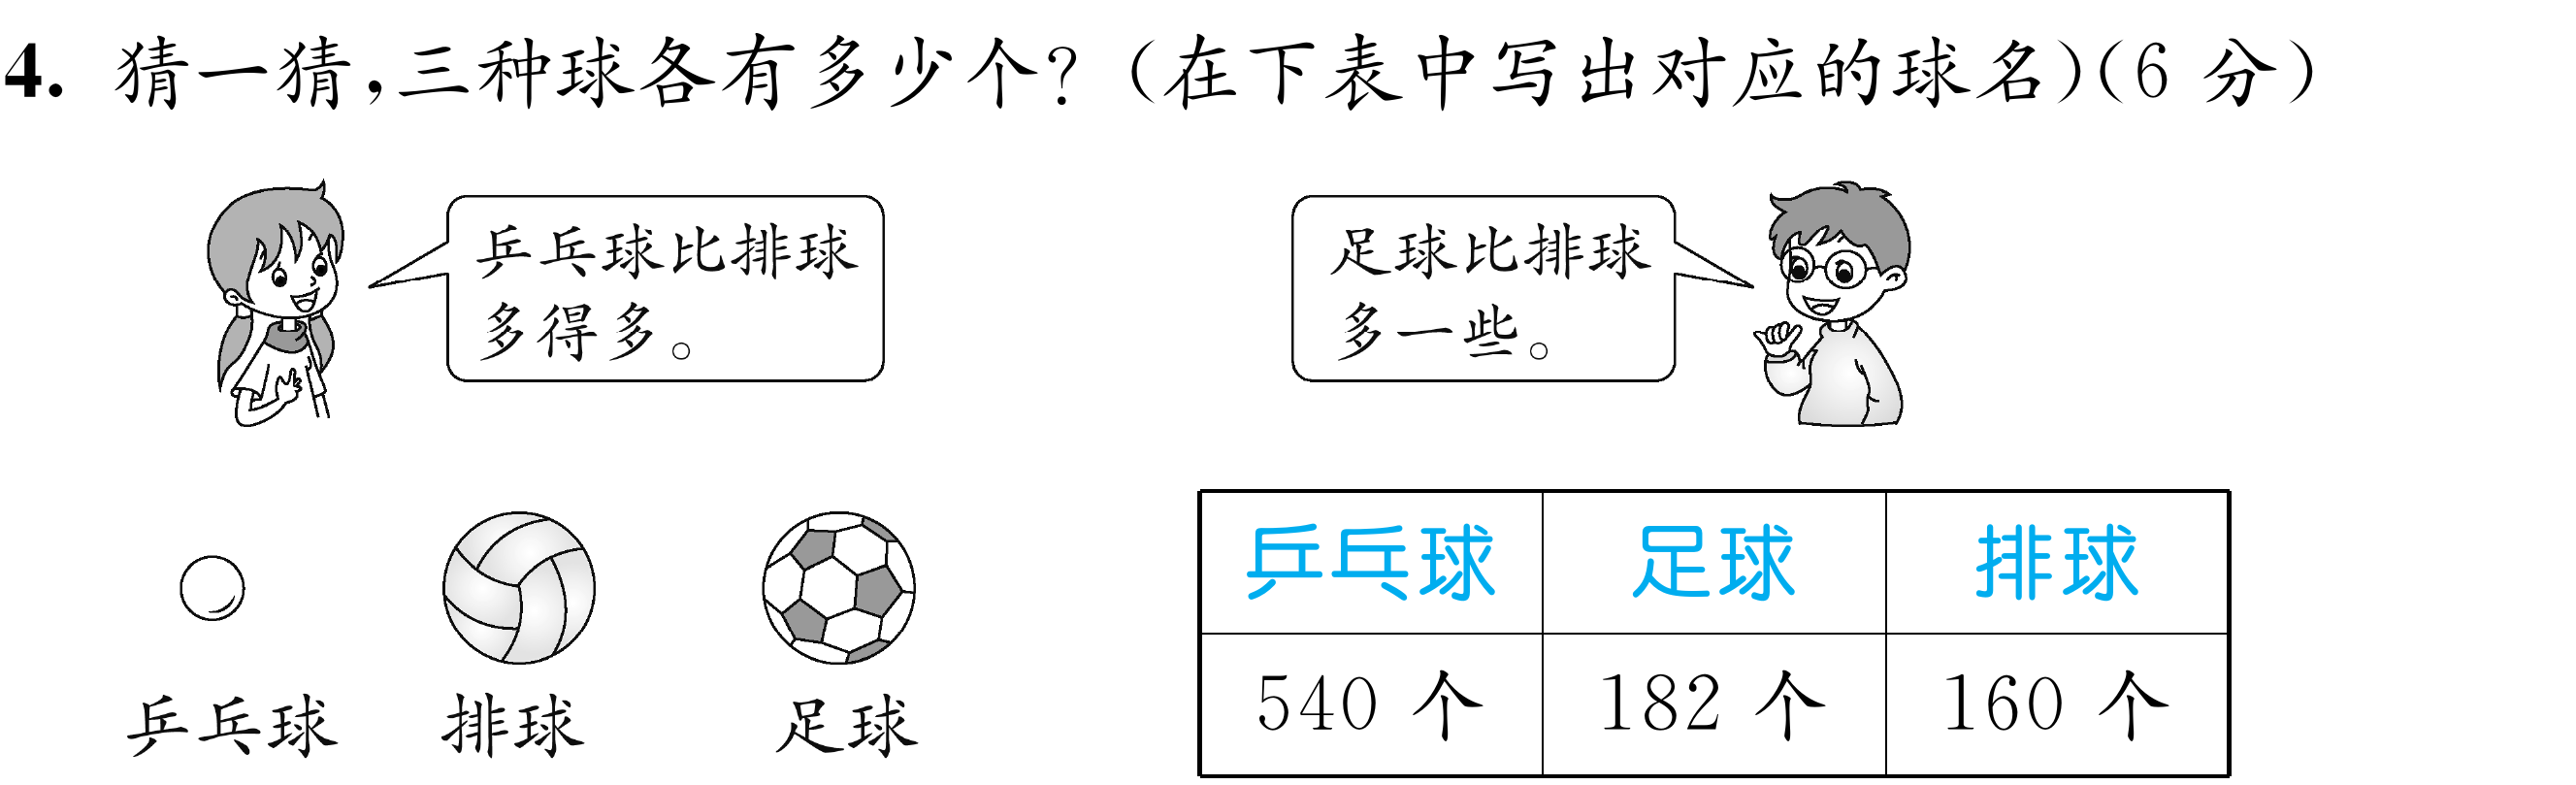 4. 猜一猜,三种球各有多少个?(在下表中写出对应的球名)(6 分)
乒乓球比排球
多得多。
足球比排球
多一些。
乒乓球 排球 足球
乒乓球 足球 排球
540 个 182 个 160 个